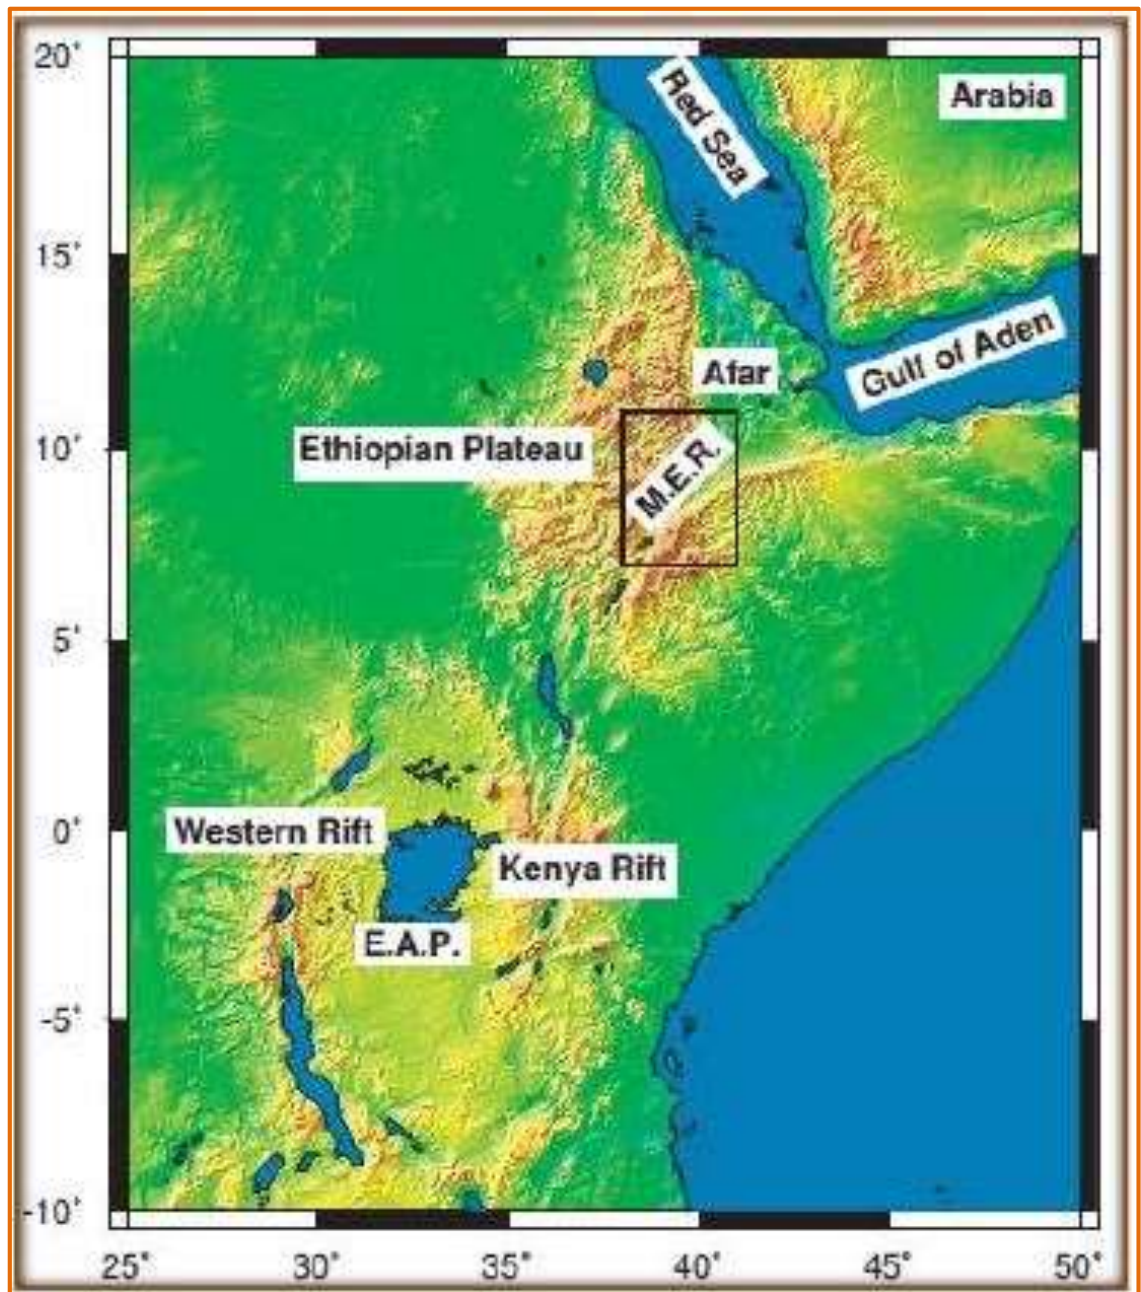 20°
Red Sea
Arabia
15°
Afar
Gulf of Aden
10°
Ethiopian Plateau
M.E.R.
5°
0°
Western Rift
Kenya Rift
E.A.P.
-5°
-10°
25°
30°
35°
40°
45°
50°